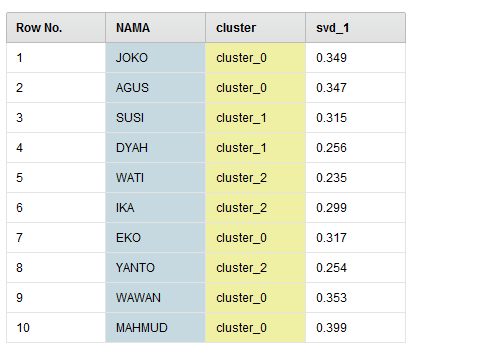 Row No. NAMA cluster svd_1
1 JOKO cluster_0 0.349
2 AGUS cluster_0 0.347
3 SUSI cluster_1 0.315
4 DYAH cluster_1 0.256
5 WATI cluster_2 0.235
6 IKA cluster_2 0.299
7 EKO cluster_0 0.317
8 YANTO cluster_2 0.254
9 WAWAN cluster_0 0.353
10 MAHMUD cluster_0 0.399